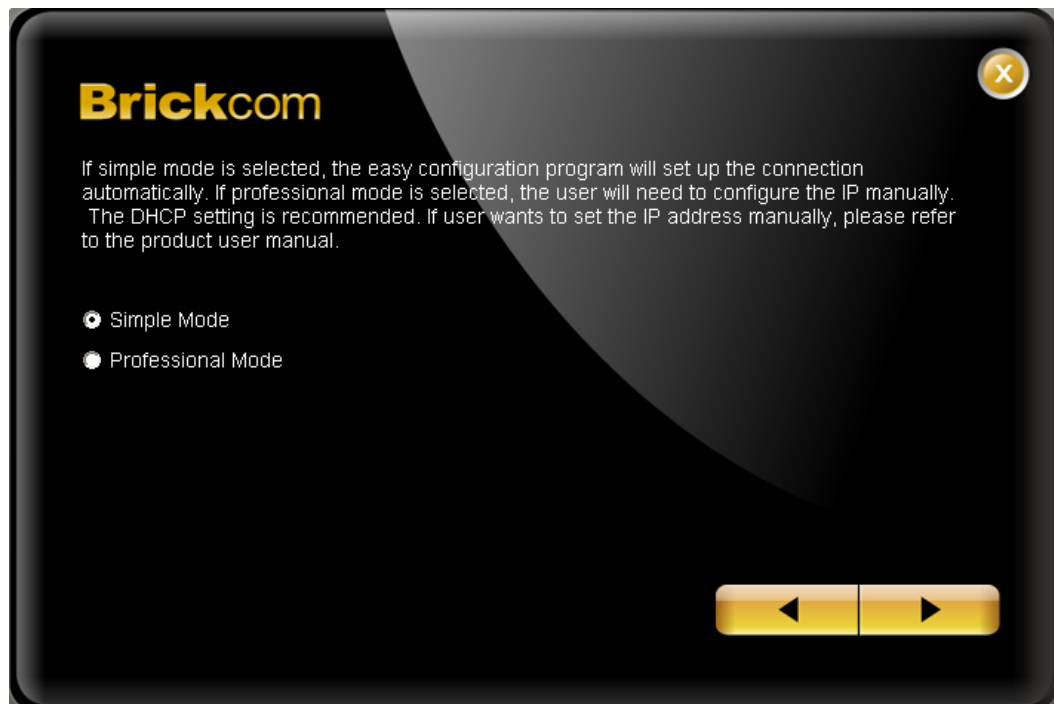 Brickcom
If simple mode is selected, the easy configuration program will set up the connection
automatically. If professional mode is selected, the user will need to configure the IP manually.
The DHCP setting is recommended. If user wants to set the IP address manually, please refer
to the product user manual.
Simple Mode
Professional Mode